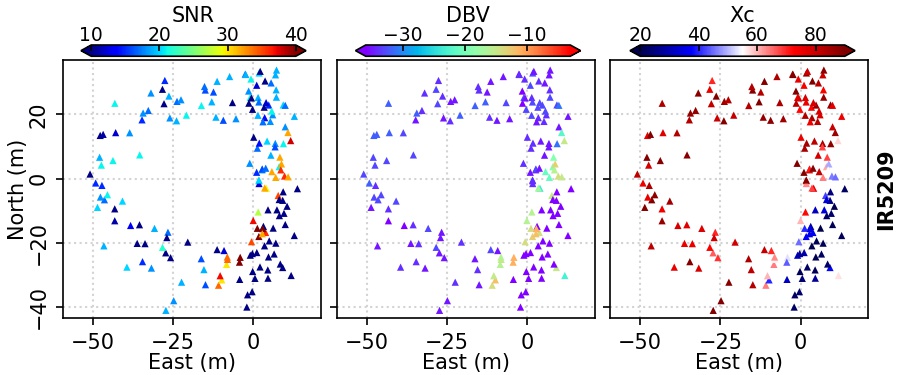 SNR DBV Xc
10 20 30 40 −30 −20 −10 20 40 60 80
20
0
−20
−40
North (m)
−50 −25 0 −50 −25 0 −50 −25 0
East (m) East (m) East (m)
IR5209